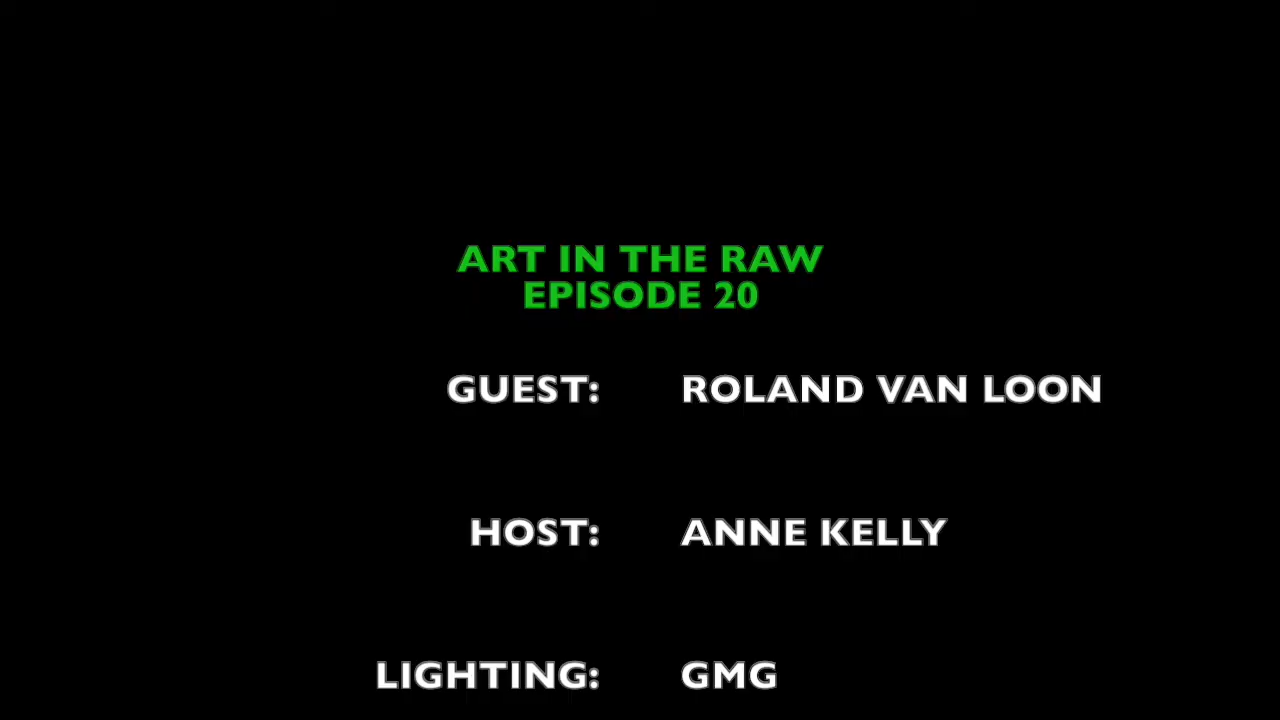 ART IN THE RAW
EPISODE 20
GUEST: ROLAND VAN LOON
HOST: ANNE KELLY
LIGHTING: GMG